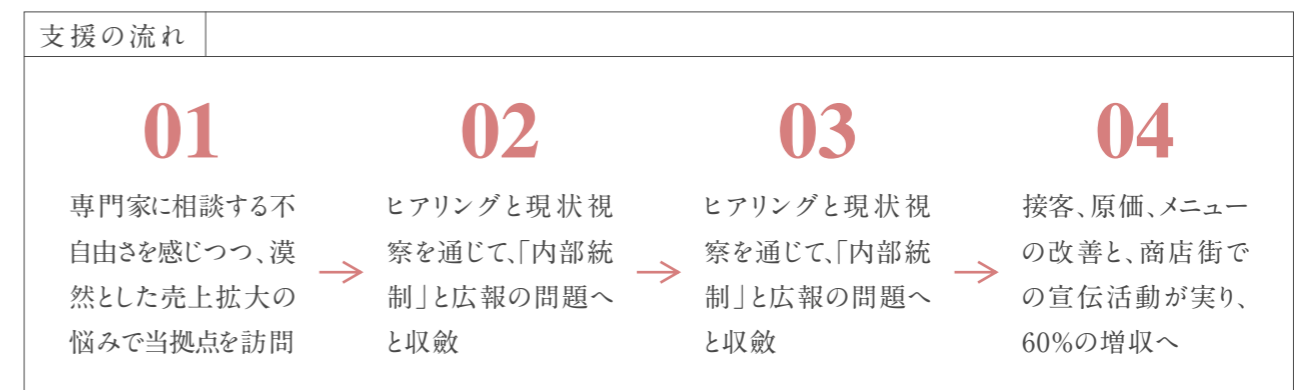 支援の流れ
01
専門家に相談する不
自由さを感じつつ、漠
然とした売上拡大の
悩みで当拠点を訪問
02
ヒアリングと現状視
察を通じて、「内部統
制」と広報の問題へ
と収斂
03
ヒアリングと現状視
察を通じて、「内部統
制」と広報の問題へ
と収斂
04
接客、原価、メニュー
の改善と、商店街で
の宣伝活動が実り、
60%の増収へ